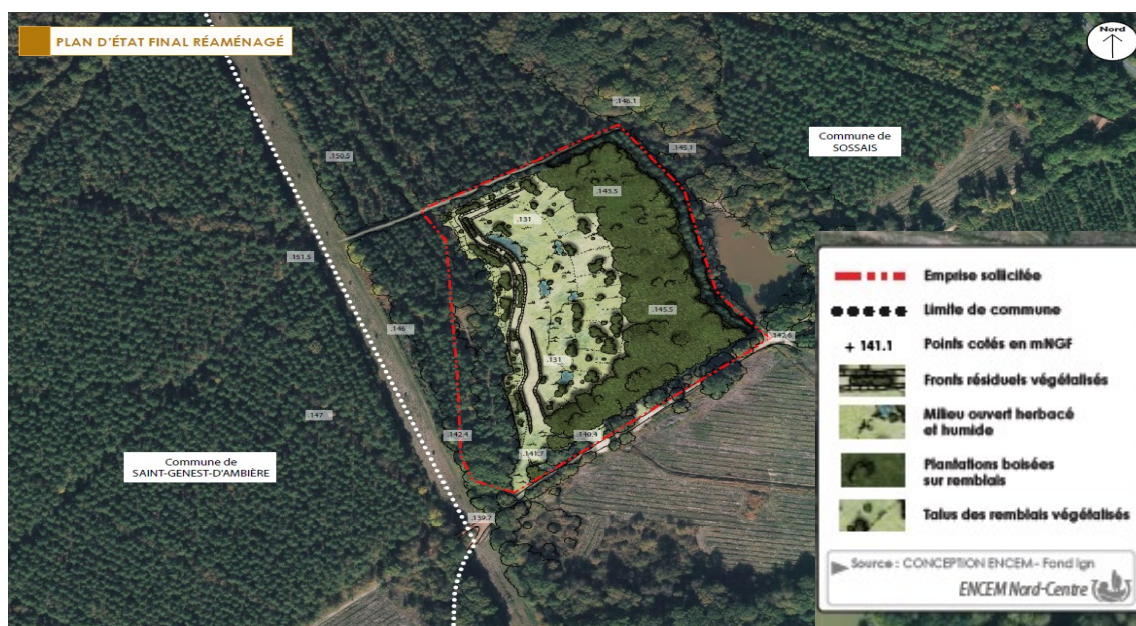 PLAN D'ÉTAT FINAL RÉAMÉNAGÉ
Nord
.146.1
Commune de
SOSSAIS
.150.5
.145.1
.145.5
.131
.151.5
.145.5
.146
.142.6
.131
.147
.142.4
.140.4
.141.7
Commune de
SAINT-GENEST-D'AMBIÈRE
.139.7
Emprise sollicitée
Limite de commune
+ 141.1 Points cotés en mNGF
Fronts résiduels végétalisés
Milieu ouvert herbacé
et humide
Plantations boisées
sur remblais
Talus des remblais végétalisés
Source : CONCEPTION ENCEM - Fond Ign
ENCEM Nord-Centre